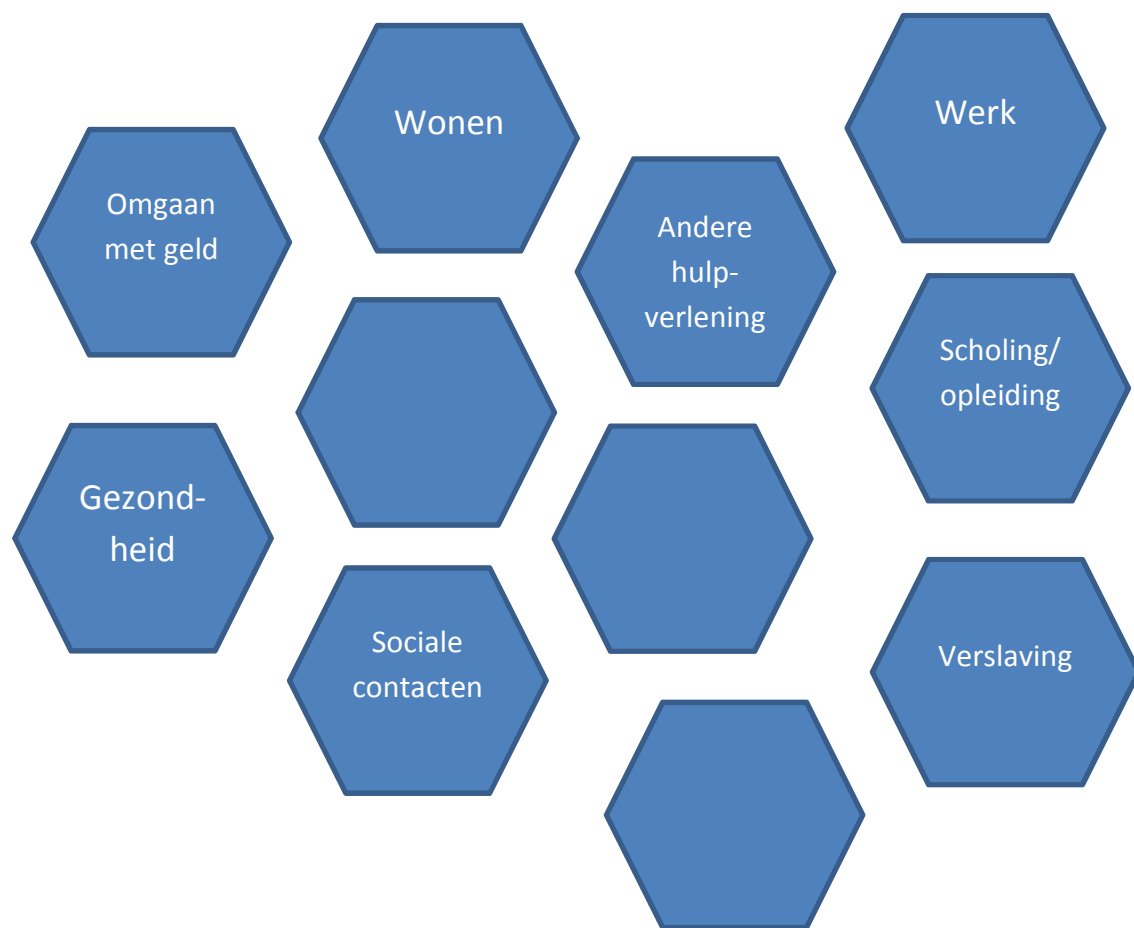 Wonen
Werk
Omgaan
met geld
Andere
hulp-
verlening
Scholing/
opleiding
Gezond-
heid
Sociale
contacten
Verslaving